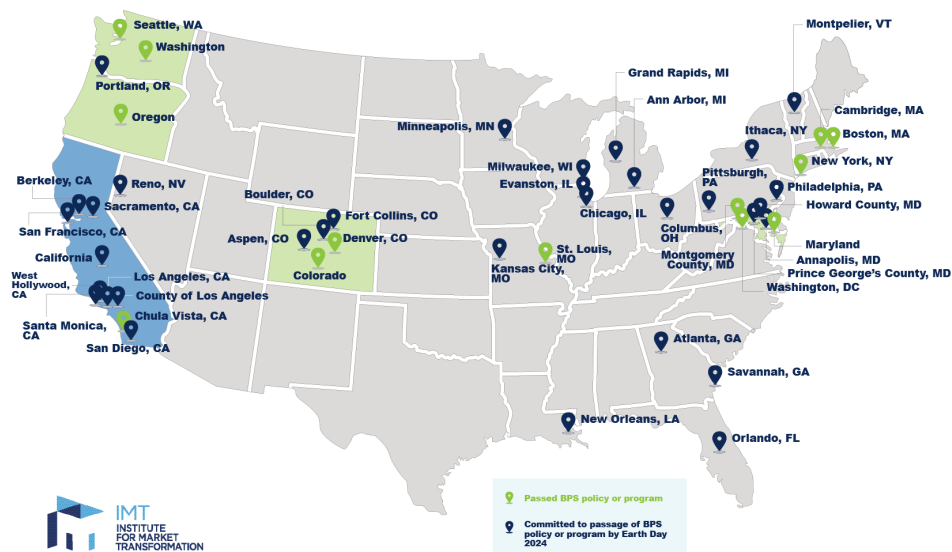 Seattle, WA
Washington
Portland, OR
Oregon
Berkeley, CA
Reno, NV
Sacramento, CA
San Francisco, CA
California
West
Hollywood,
CA
Los Angeles, CA
County of Los Angeles
Santa Monica,
CA
Chula Vista, CA
San Diego, CA
Boulder, CO
Fort Collins, CO
Aspen, CO
Denver, CO
Colorado
Minneapolis, MN
Milwaukee, WI
Evanston, IL
Chicago, IL
Grand Rapids, MI
Ann Arbor, MI
Kansas City,
MO
St. Louis,
MO
Columbus,
OH
Montpelier, VT
Cambridge, MA
Ithaca, NY
Boston, MA
New York, NY
Pittsburgh,
PA
Philadelphia, PA
Howard County, MD
Montgomery
County, MD
Maryland
Annapolis, MD
Prince George's County, MD
Washington, DC
Atlanta, GA
Savannah, GA
New Orleans, LA
Orlando, FL
Passed BPS policy or program
Committed to passage of BPS
policy or program by Earth Day
2024
IMT
INSTITUTE
FOR MARKET
TRANSFORMATION